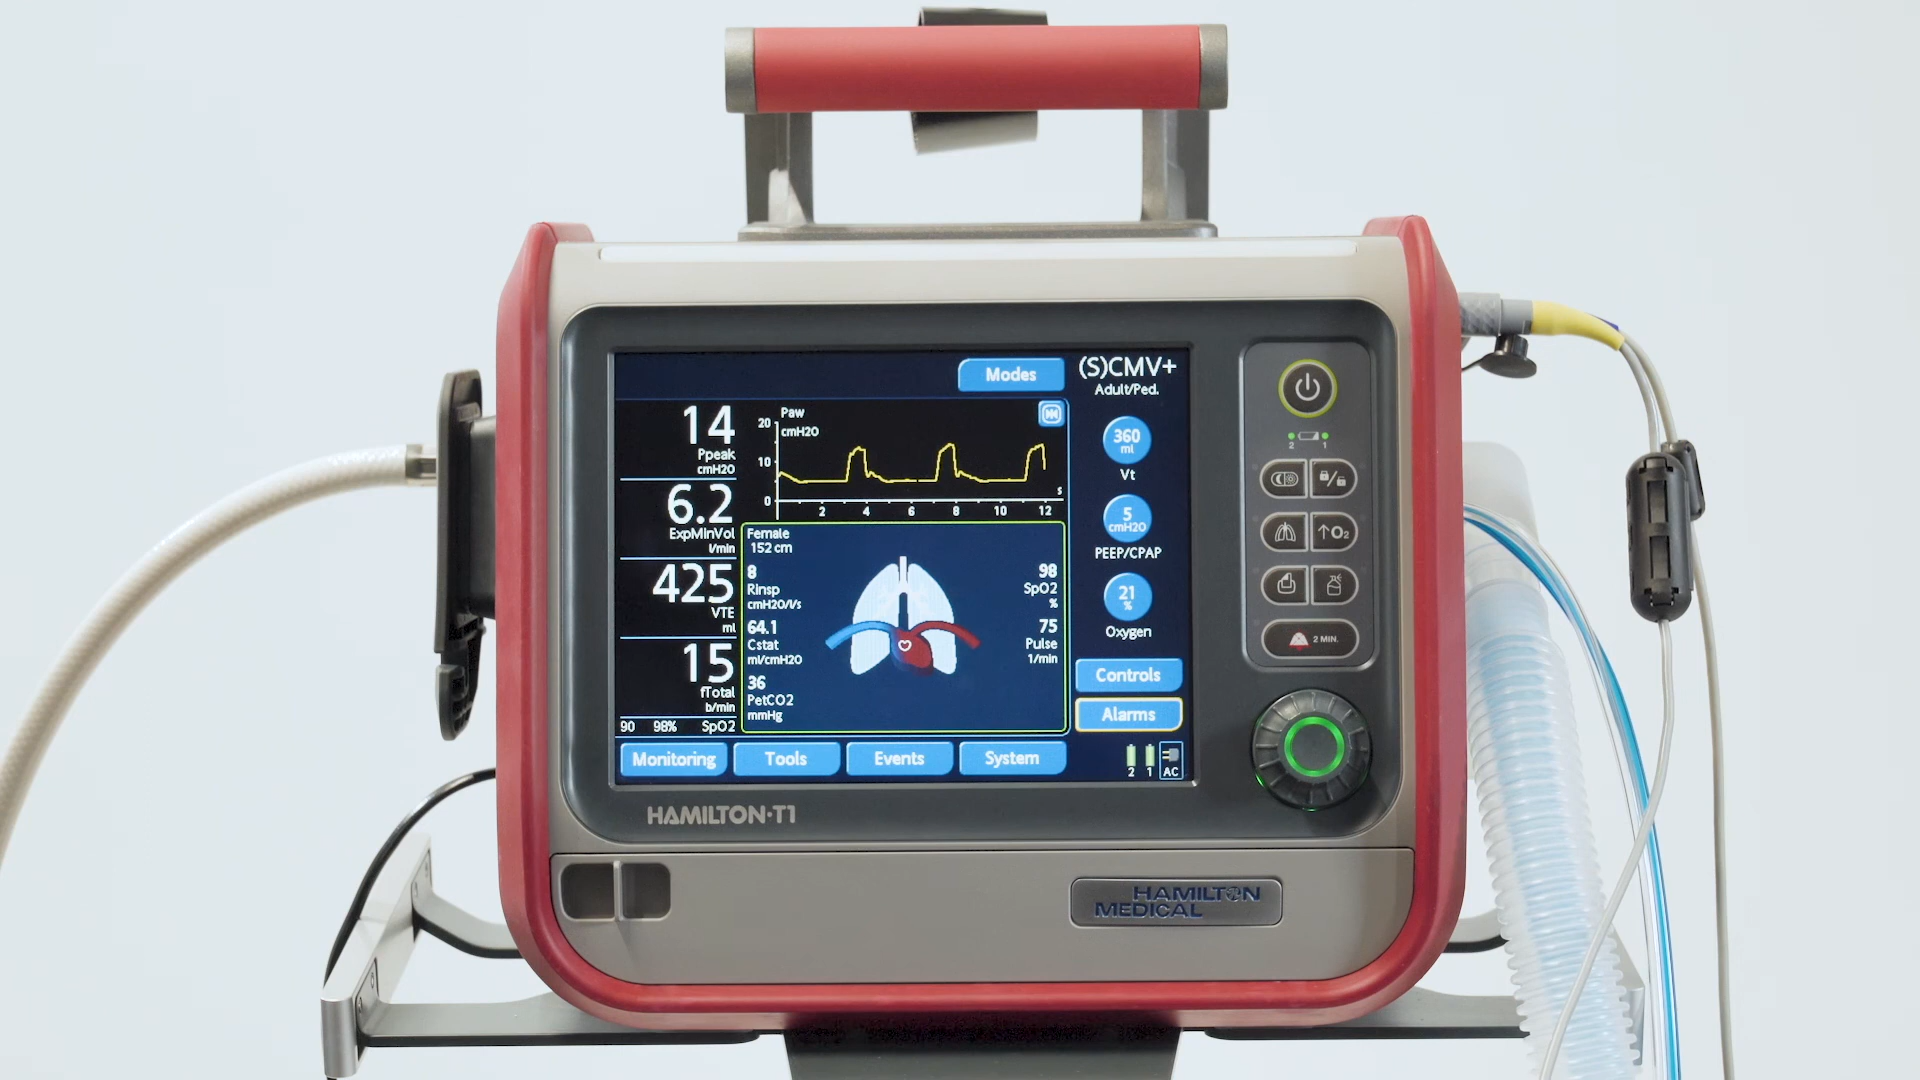 Modes
(S)CMV+
Adult/Ped.
14
Ppeak
cmH2O
6.2
ExpMinVol
l/min
425
VTE
ml
15
fTotal
b/min
90 98% SpO2
Paw
cmH2O
20
10
0
2 4 6 8 10 12
s
Female
152 cm
8
Rinsp
cmH2O/l/s
64.1
Cstat
ml/cmH2O
36
PetCO2
mmHg
98
SpO2
%
75
Pulse
1/min
360
ml
Vt
5
cmH2O
PEEP/CPAP
21
%
Oxygen
Controls
Alarms
Monitoring Tools Events System
2 1 AC
2 1
O2
2 MIN.
HAMILTON·T1
HAMILTON
MEDICAL